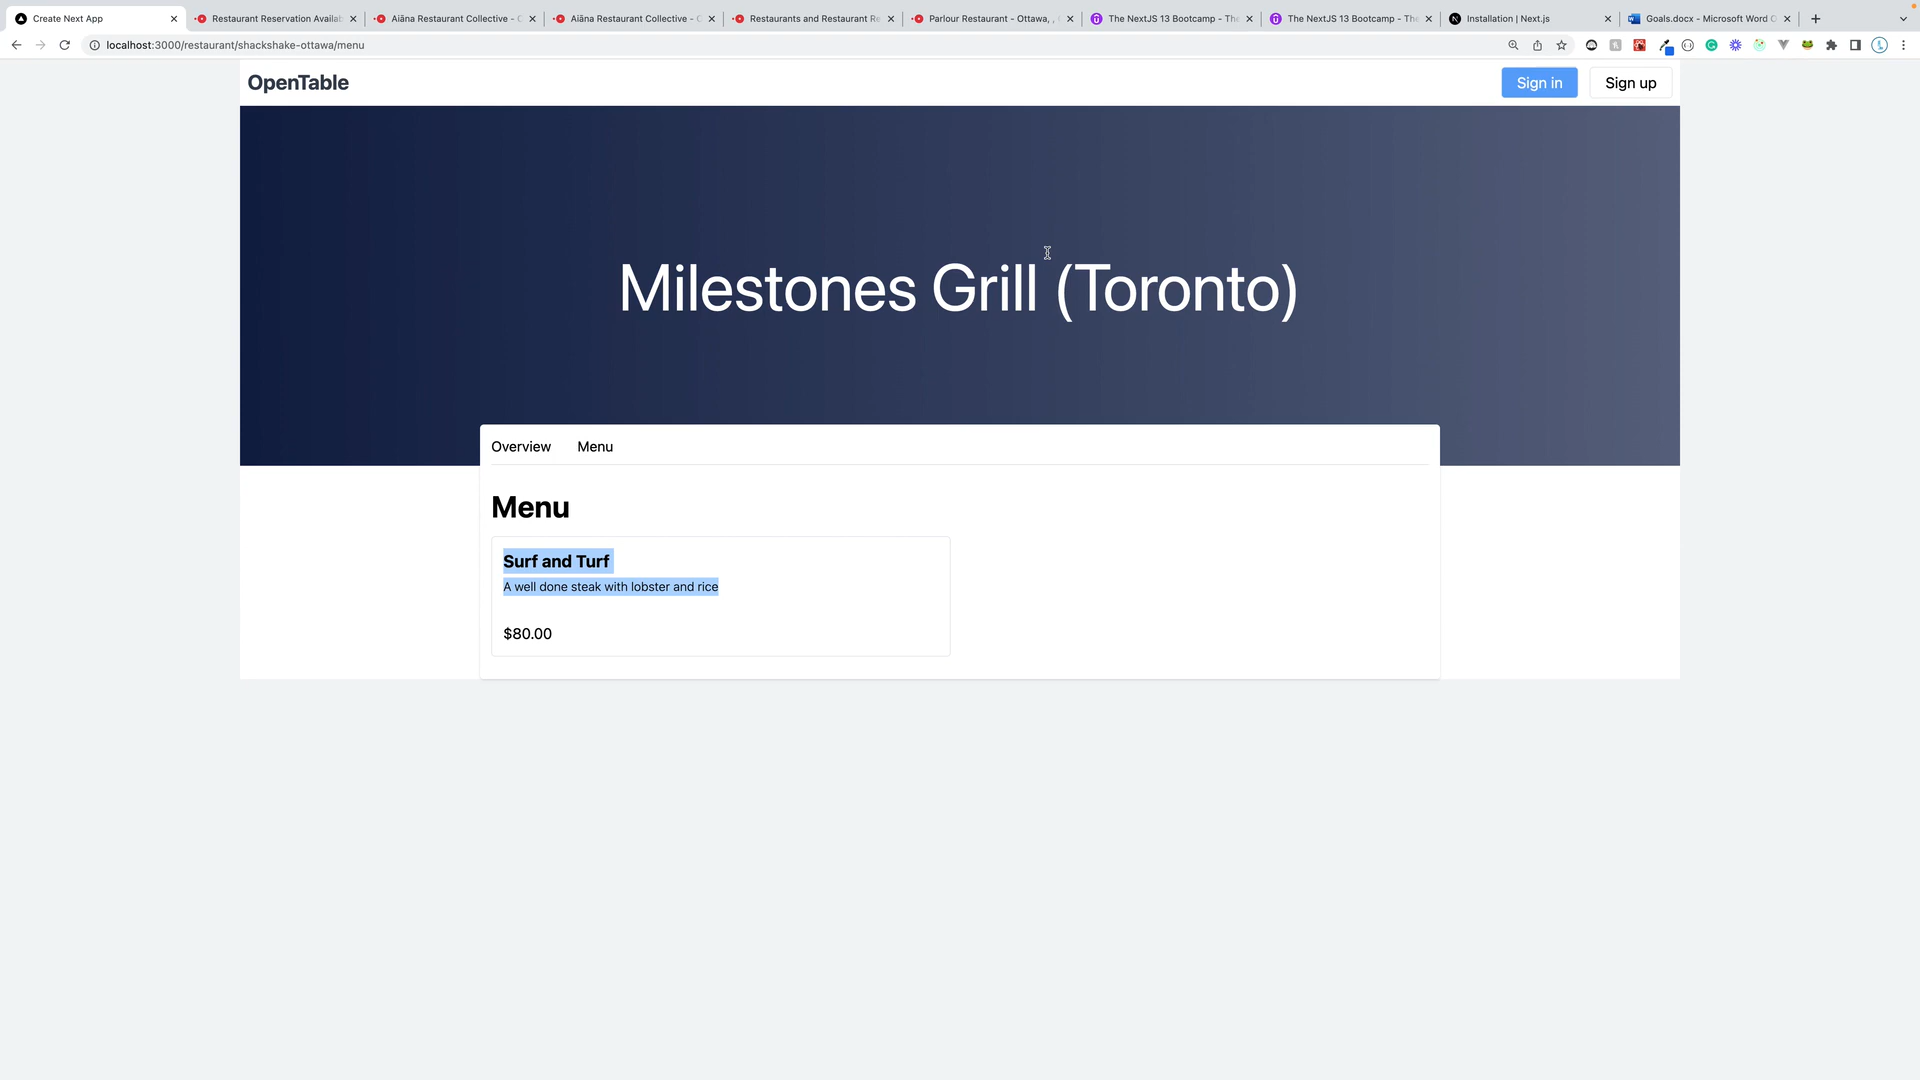 Create Next App
Restaurant Reservation Availab
Aiāna Restaurant Collective - C
Aiāna Restaurant Collective - C
Restaurants and Restaurant Re
Parlour Restaurant - Ottawa, ,
The NextJS 13 Bootcamp - The
The NextJS 13 Bootcamp - The
Installation | Next.js
Goals.docx - Microsoft Word O
localhost:3000/restaurant/shackshake-ottawa/menu
OpenTable
Sign in
Sign up
Milestones Grill (Toronto)
Overview
Menu
Menu
Surf and Turf
A well done steak with lobster and rice
$80.00